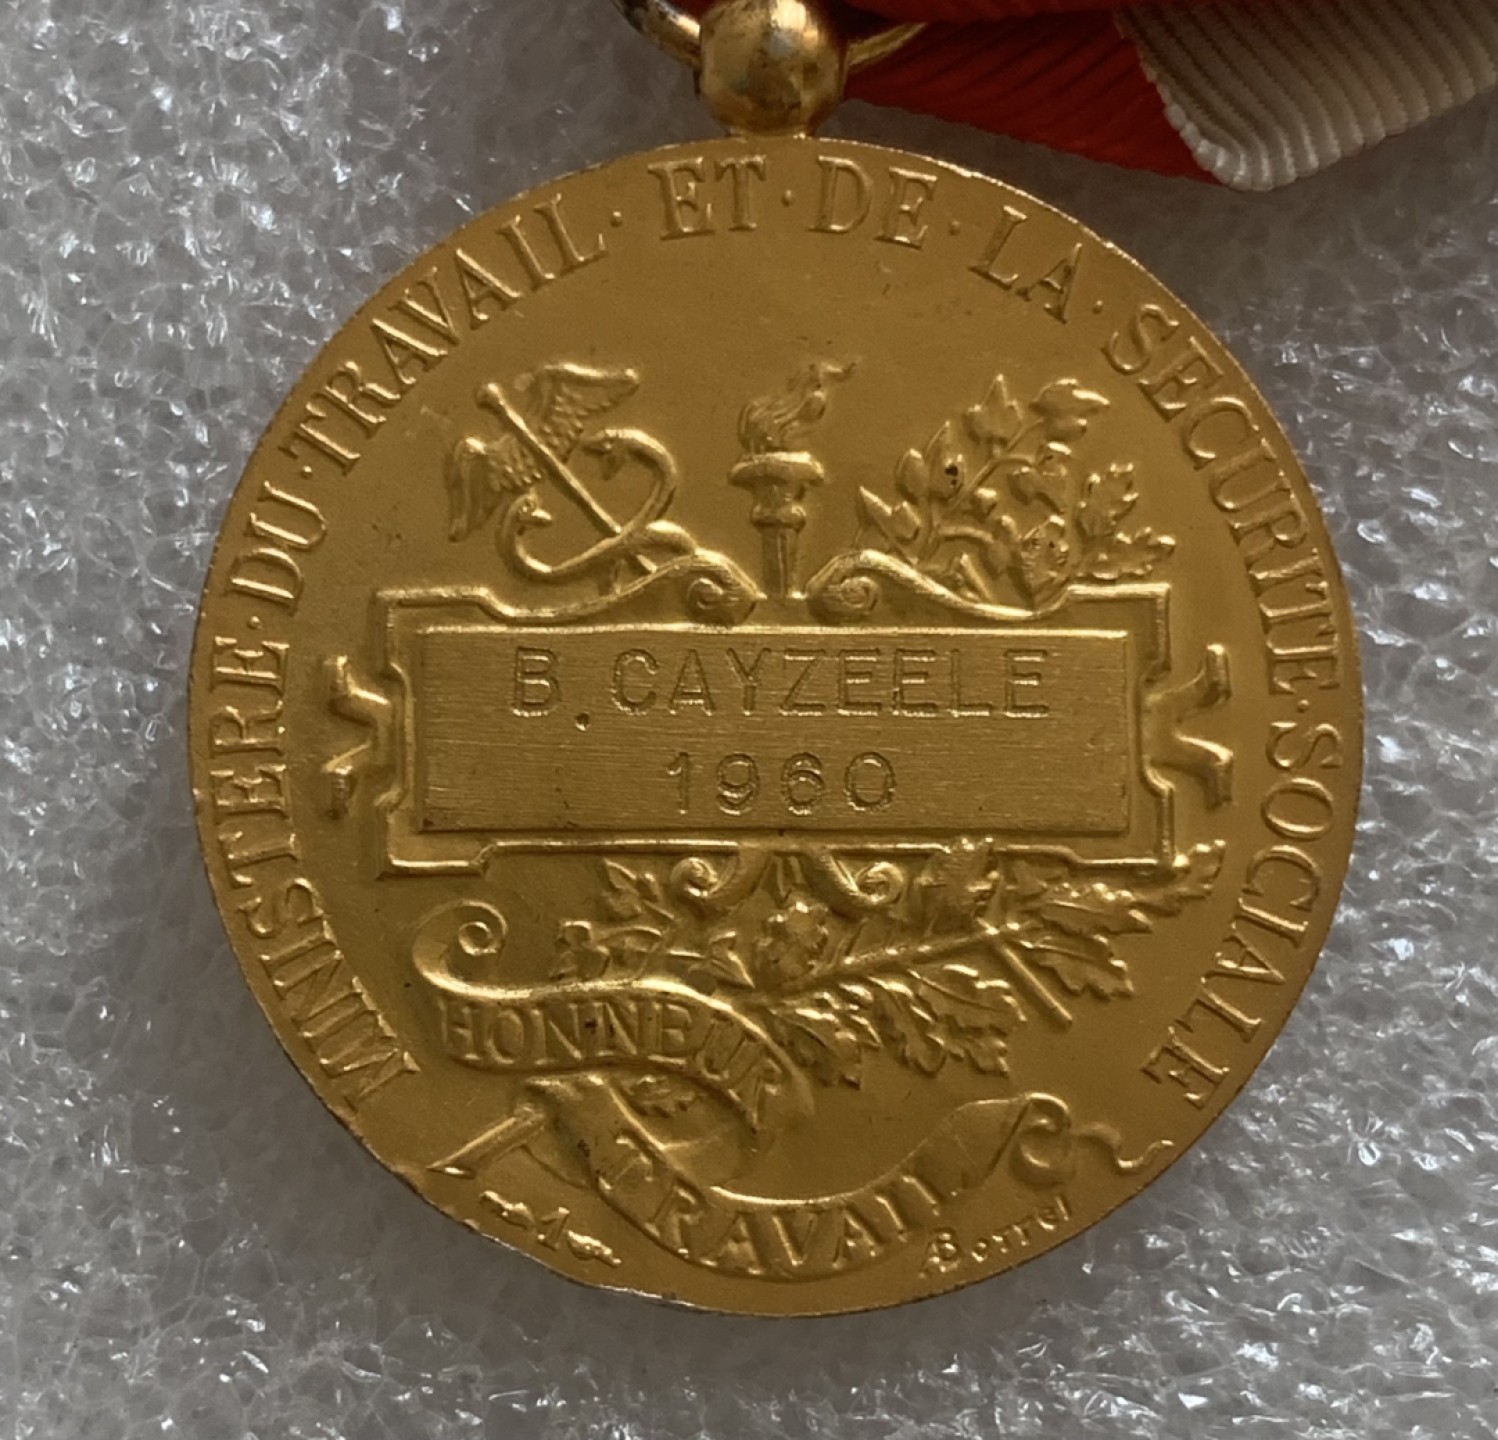 MINISTERE·DU·TRAVAIL·ET·DE·LA·SECURITE·SOCIALE
B. CAYZEELE
1960
HONNEUR
TRAVAIL
A Borrel